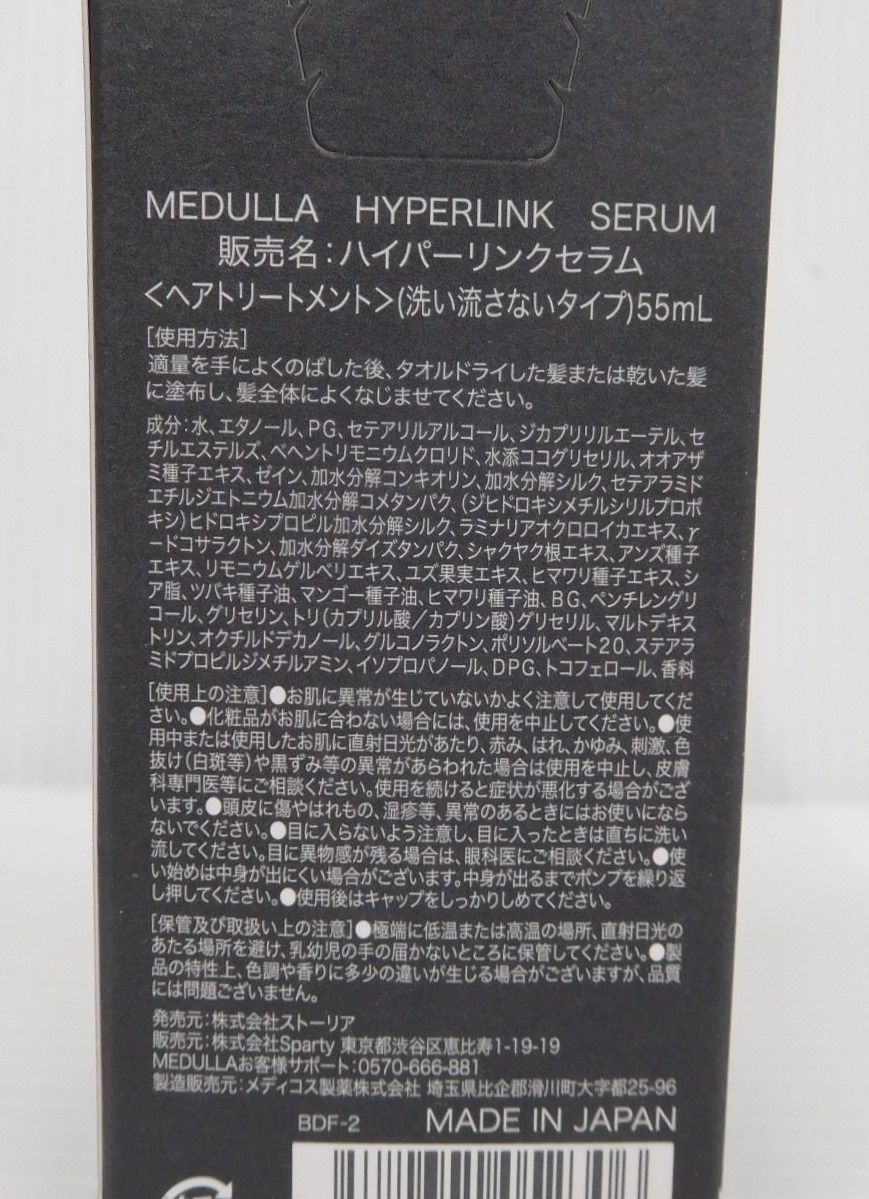 MEDULLA HYPERLINK SERUM
販売名：ハイパーリンクセラム
＜ヘアトリートメント＞(洗い流さないタイプ)55mL
[使用方法]
適量を手によくのばした後、タオルドライした髪または乾いた髪
に塗布し、髪全体によくなじませてください。
成分：水、エタノール、PG、セテアリルアルコール、ジカプリリルエーテル、セ
チルエステルズ、ベヘントリモニウムクロリド、水添ココグリセリル、オオアザ
ミ種子エキス、ゼイン、加水分解コンキオリン、加水分解シルク、セテアラミド
エチルジエトニウム加水分解コメタンパク、(ジヒドロキシメチルシリルプロポ
キシ)ヒドロキシプロピル加水分解シルク、ラミナリアオクロロイカエキス、γ
ードコサラクトン、加水分解ダイズタンパク、シャクヤク根エキス、アンズ種子
エキス、リモニウムゲルベリエキス、ユズ果実エキス、ヒマワリ種子エキス、シ
ア脂、ツバキ種子油、マンゴー種子油、ヒマワリ種子油、BG、ペンチレングリ
コール、グリセリン、トリ(カプリル酸／カプリン酸)グリセリル、マルトデキス
トリン、オクチルドデカノール、グルコノラクトン、ポリソルベート20、ステアラ
ミドプロピルジメチルアミン、イソプロパノール、DPG、トコフェロール、香料
[使用上の注意]●お肌に異常が生じていないかよく注意して使用してくだ
さい。●化粧品がお肌に合わない場合には、使用を中止してください。●使
用中または使用したお肌に直射日光があたり、赤み、はれ、かゆみ、刺激、色
抜け(白斑等)や黒ずみ等の異常があらわれた場合は使用を中止し、皮膚
科専門医等にご相談ください。使用を続けると症状が悪化する場合がござ
います。●頭皮に傷やはれもの、湿疹等、異常のあるときにはお使いになら
ないでください。●目に入らないよう注意し、目に入ったときは直ちに洗い
流してください。目に異物感が残る場合は、眼科医にご相談ください。●使
い始めは中身が出にくい場合がございます。中身が出るまでポンプを繰り返
し押してください。●使用後はキャップをしっかりしめてください。
[保管及び取扱い上の注意]●極端に低温または高温の場所、直射日光の
あたる場所を避け、乳幼児の手の届かないところに保管してください。●製
品の特性上、色調や香りに多少の違いが生じる場合がございますが、品質
には問題ございません。
発売元：株式会社ストーリア
販売元：株式会社Sparty 東京都渋谷区恵比寿1-19-19
MEDULLAお客様サポート：0570-666-881
製造販売元：メディコス製薬株式会社 埼玉県比企郡滑川町大字都25-96
BDF-2 MADE IN JAPAN